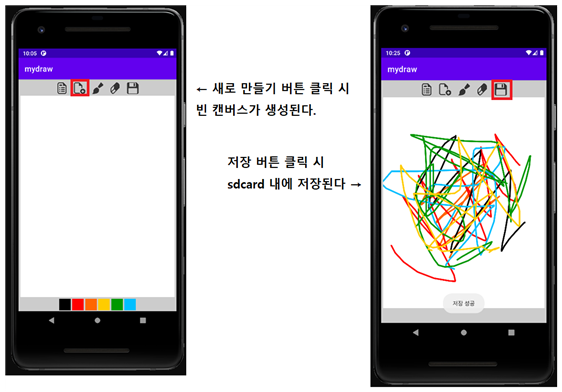 10:05
mydraw
← 새로 만들기 버튼 클릭 시
빈 캔버스가 생성된다.
저장 버튼 클릭 시
sdcard 내에 저장된다 →
10:25
mydraw
저장 성공